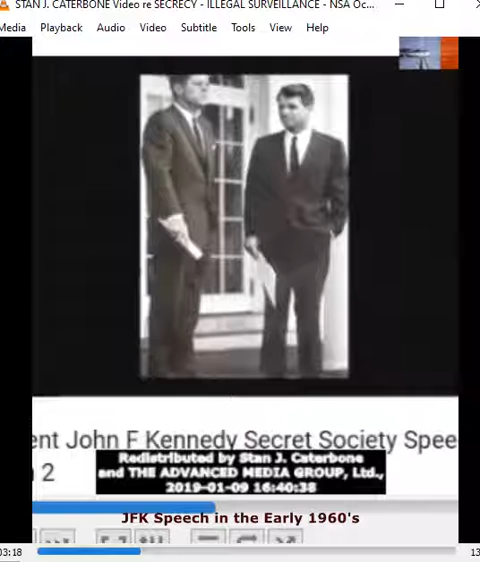 STAN J. CATERBONE Video re SECRECY - ILLEGAL SURVEILLANCE - NSA Oc...
Media Playback Audio Video Subtitle Tools View Help
ent John F Kennedy Secret Society Spee
2
Redistributed by Stan J. Caterbone
and THE ADVANCED MEDIA GROUP, Ltd.,
2019-01-09 16:40:38
JFK Speech in the Early 1960's
03:18
13